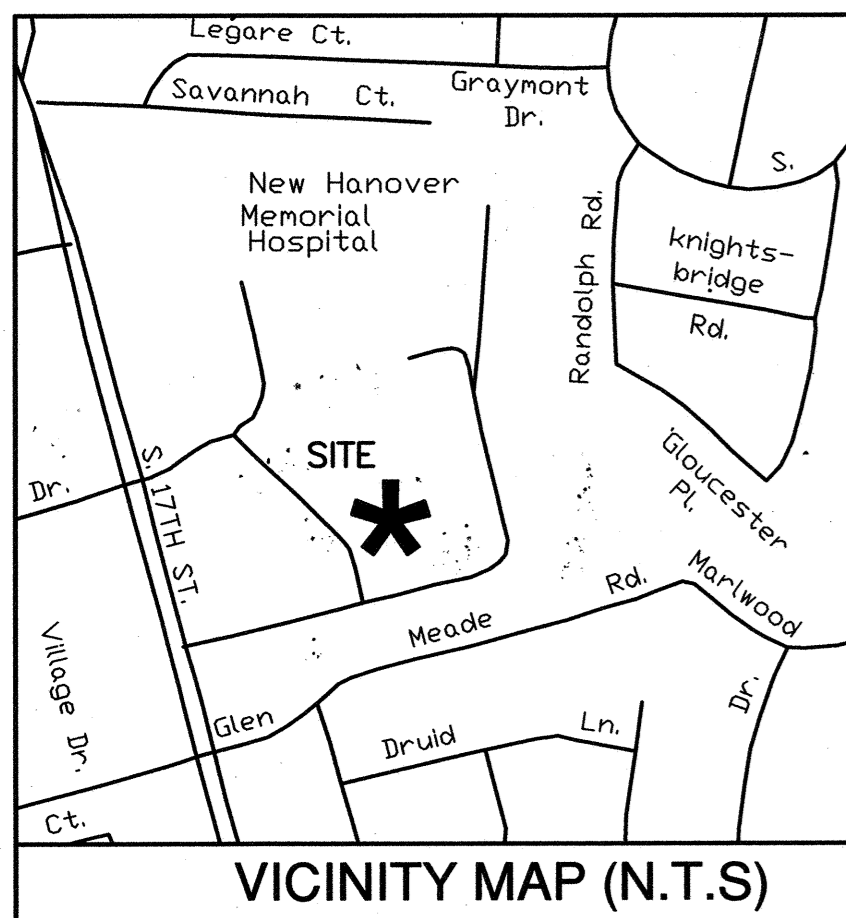 Legare Ct.
Savannah Ct.
Graymont
Dr.
S.
New Hanover
Memorial
Hospital
Randolph Rd.
knights-
bridge
Rd.
SITE
Gloucester
Pl.
Dr.
S. 17TH ST.
Marlwood
Dr.
Glen Meade Rd.
Village Dr.
Druid Ln.
Ct.
VICINITY MAP (N.T.S)